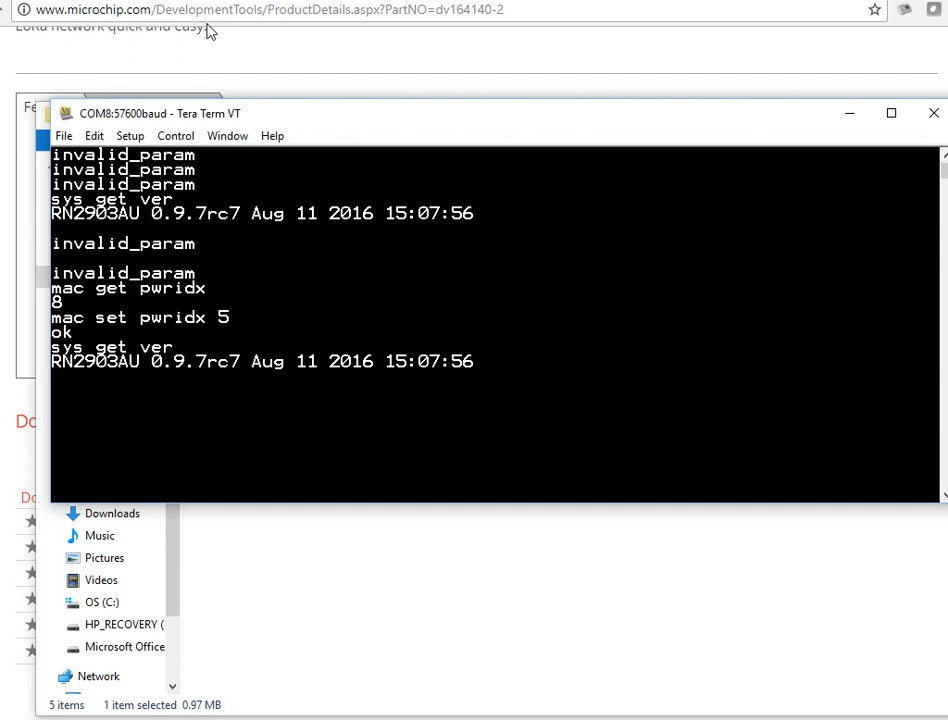 www.microchip.com/DevelopmentTools/ProductDetails.aspx?PartNO=dv164140-2
LoRa network quick and easy.
Fe
COM8:57600baud - Tera Term VT
File Edit Setup Control Window Help
invalid_param
invalid_param
invalid_param
sys get ver
RN2903AU 0.9.7rc7 Aug 11 2016 15:07:56
invalid_param
invalid_param
mac get pwridx
8
mac set pwridx 5
ok
sys get ver
RN2903AU 0.9.7rc7 Aug 11 2016 15:07:56
Do
Do
Downloads
Music
Pictures
Videos
OS (C:)
HP_RECOVERY (
Microsoft Office
Network
5 items 1 item selected 0.97 MB